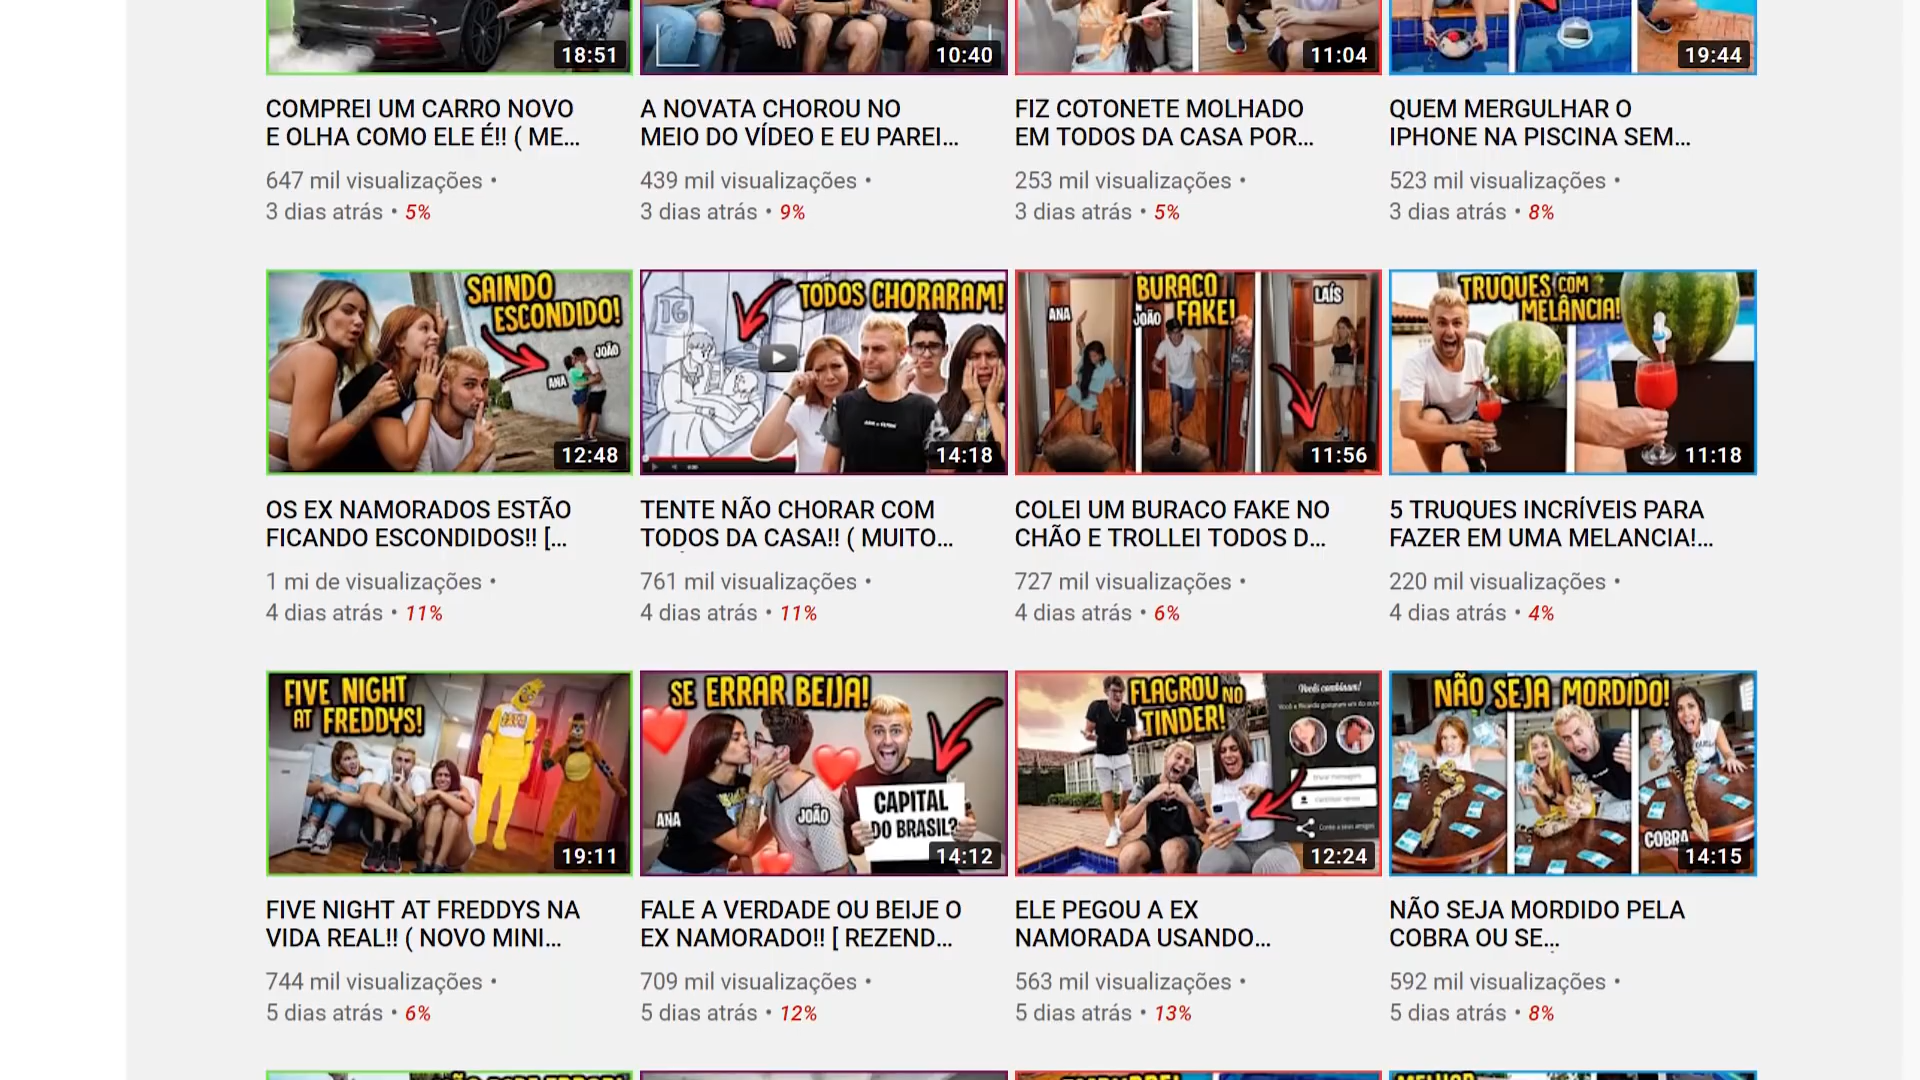 18:51
10:40
11:04
19:44
COMPREI UM CARRO NOVO
E OLHA COMO ELE É!! ( ME...
647 mil visualizações •
3 dias atrás • 5%
A NOVATA CHOROU NO
MEIO DO VÍDEO E EU PAREI...
439 mil visualizações •
3 dias atrás • 9%
FIZ COTONETE MOLHADO
EM TODOS DA CASA POR...
253 mil visualizações •
3 dias atrás • 5%
QUEM MERGULHAR O
IPHONE NA PISCINA SEM...
523 mil visualizações •
3 dias atrás • 8%
SAINDO
ESCONDIDO!
JOÃO
ANA
12:48
16
TODOS CHORARAM!
14:18
BURACO
FAKE!
ANA
JOÃO
LAÍS
11:56
TRUQUES COM
MELÂNCIA!
11:18
OS EX NAMORADOS ESTÃO
FICANDO ESCONDIDOS!! [...
1 mi de visualizações •
4 dias atrás • 11%
TENTE NÃO CHORAR COM
TODOS DA CASA!! ( MUITO...
761 mil visualizações •
4 dias atrás • 11%
COLEI UM BURACO FAKE NO
CHÃO E TROLLEI TODOS D...
727 mil visualizações •
4 dias atrás • 6%
5 TRUQUES INCRÍVEIS PARA
FAZER EM UMA MELANCIA!...
220 mil visualizações •
4 dias atrás • 4%
FIVE NIGHT
AT FREDDYS!
19:11
SE ERRAR BEIJA!
ANA
JOÃO
CAPITAL
DO BRASIL?
14:12
FLAGROU NO
TINDER!
12:24
NÃO SEJA MORDIDO!
COBRA
14:15
FIVE NIGHT AT FREDDYS NA
VIDA REAL!! ( NOVO MINI...
744 mil visualizações •
5 dias atrás • 6%
FALE A VERDADE OU BEIJE O
EX NAMORADO!! [ REZEND...
709 mil visualizações •
5 dias atrás • 12%
ELE PEGOU A EX
NAMORADA USANDO...
563 mil visualizações •
5 dias atrás • 13%
NÃO SEJA MORDIDO PELA
COBRA OU SE...
592 mil visualizações •
5 dias atrás • 8%